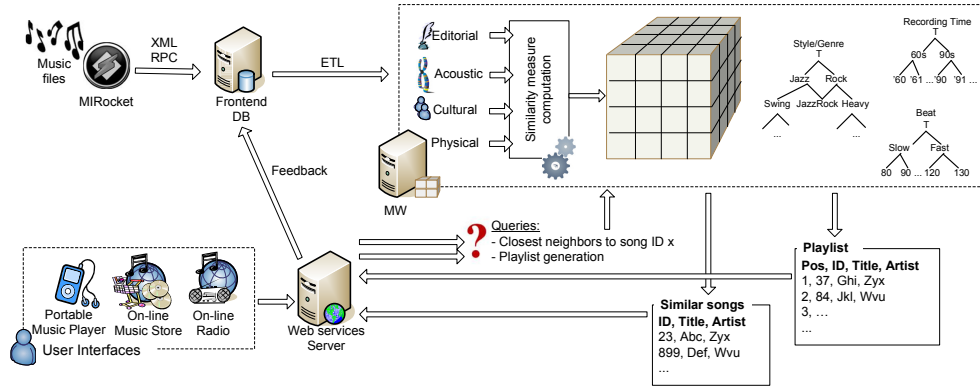 Music
files
MIRocket
XML
RPC
Frontend
DB
ETL
Editorial
Acoustic
Cultural
Physical
Similarity measure
computation
MW
Style/Genre
T
Jazz Rock
Swing JazzRock Heavy
... ...
Recording Time
T
60s 90s
'60 '61 ... '90 '91 ...
Beat
T
Slow Fast
80 90 ... 120 130
Feedback
?
Queries:
- Closest neighbors to song ID x
- Playlist generation
Portable
Music Player
On-line
Music Store
On-line
Radio
User Interfaces
Web services
Server
Similar songs
ID, Title, Artist
23, Abc, Zyx
899, Def, Wvu
...
Playlist
Pos, ID, Title, Artist
1, 37, Ghi, Zyx
2, 84, Jkl, Wvu
3, ...
...